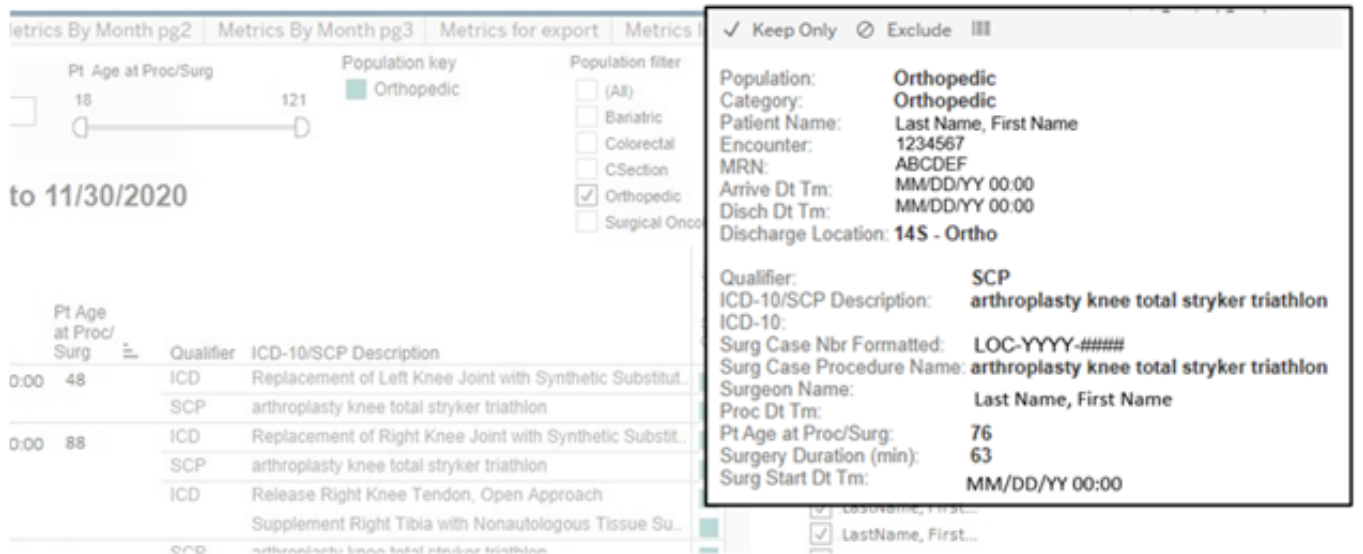 etrics By Month pg2 Metrics By Month pg3 Metrics for export Metrics
Pt Age at Proc/Surg
18 121
Population key
Orthopedic
Population filter
(All)
Bariatric
Colorectal
CSection
Orthopedic
Surgical Onco
to 11/30/2020
Pt Age
at Proc/
Surg Qualifier ICD-10/SCP Description
0:00 48 ICD Replacement of Left Knee Joint with Synthetic Substitut..
SCP arthroplasty knee total stryker triathlon
0:00 88 ICD Replacement of Right Knee Joint with Synthetic Substit..
SCP arthroplasty knee total stryker triathlon
ICD Release Right Knee Tendon, Open Approach
Supplement Right Tibia with Nonautologous Tissue Su..
SCP arthroplasty knee total stryker triathlon
Keep Only Exclude
Population: Orthopedic
Category: Orthopedic
Patient Name: Last Name, First Name
Encounter: 1234567
MRN: ABCDEF
Arrive Dt Tm: MM/DD/YY 00:00
Disch Dt Tm: MM/DD/YY 00:00
Discharge Location: 14S - Ortho
Qualifier: SCP
ICD-10/SCP Description: arthroplasty knee total stryker triathlon
ICD-10:
Surg Case Nbr Formatted: LOC-YYYY-####
Surg Case Procedure Name: arthroplasty knee total stryker triathlon
Surgeon Name: Last Name, First Name
Proc Dt Tm:
Pt Age at Proc/Surg: 76
Surgery Duration (min): 63
Surg Start Dt Tm: MM/DD/YY 00:00
LastName, First...
LastName, First...